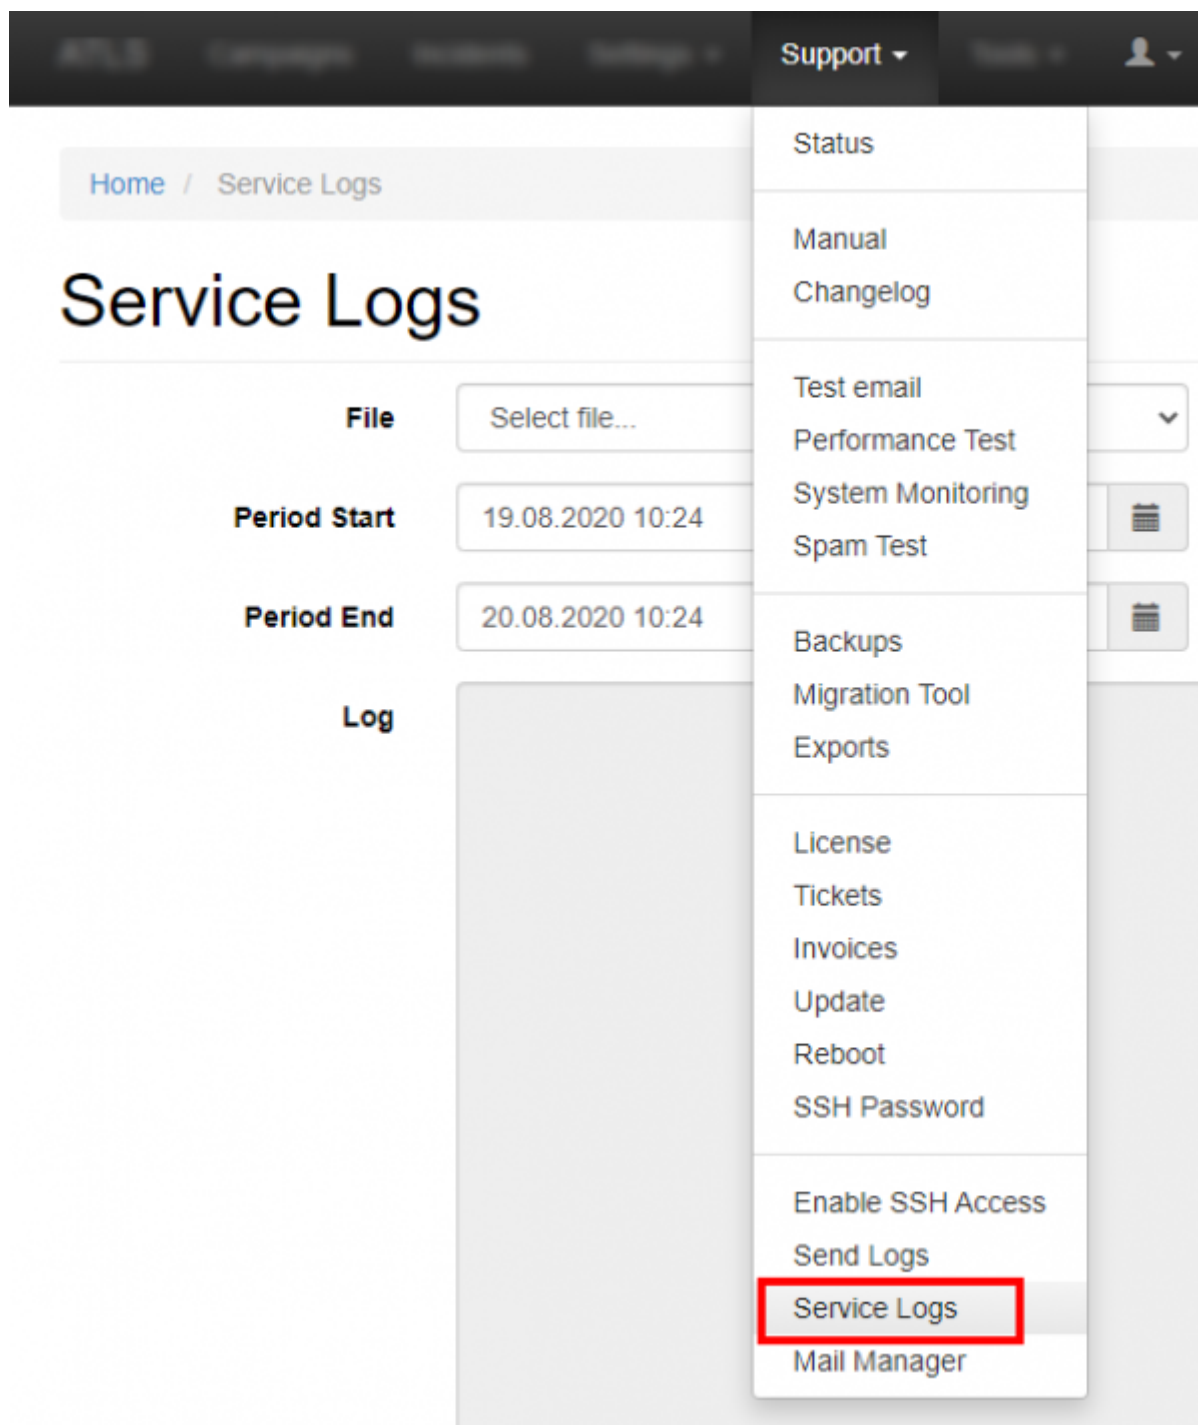 Support
Home / Service Logs
Service Logs
File
Select file...
Period Start
19.08.2020 10:24
Period End
20.08.2020 10:24
Log
Status
Manual
Changelog
Test email
Performance Test
System Monitoring
Spam Test
Backups
Migration Tool
Exports
License
Tickets
Invoices
Update
Reboot
SSH Password
Enable SSH Access
Send Logs
Service Logs
Mail Manager